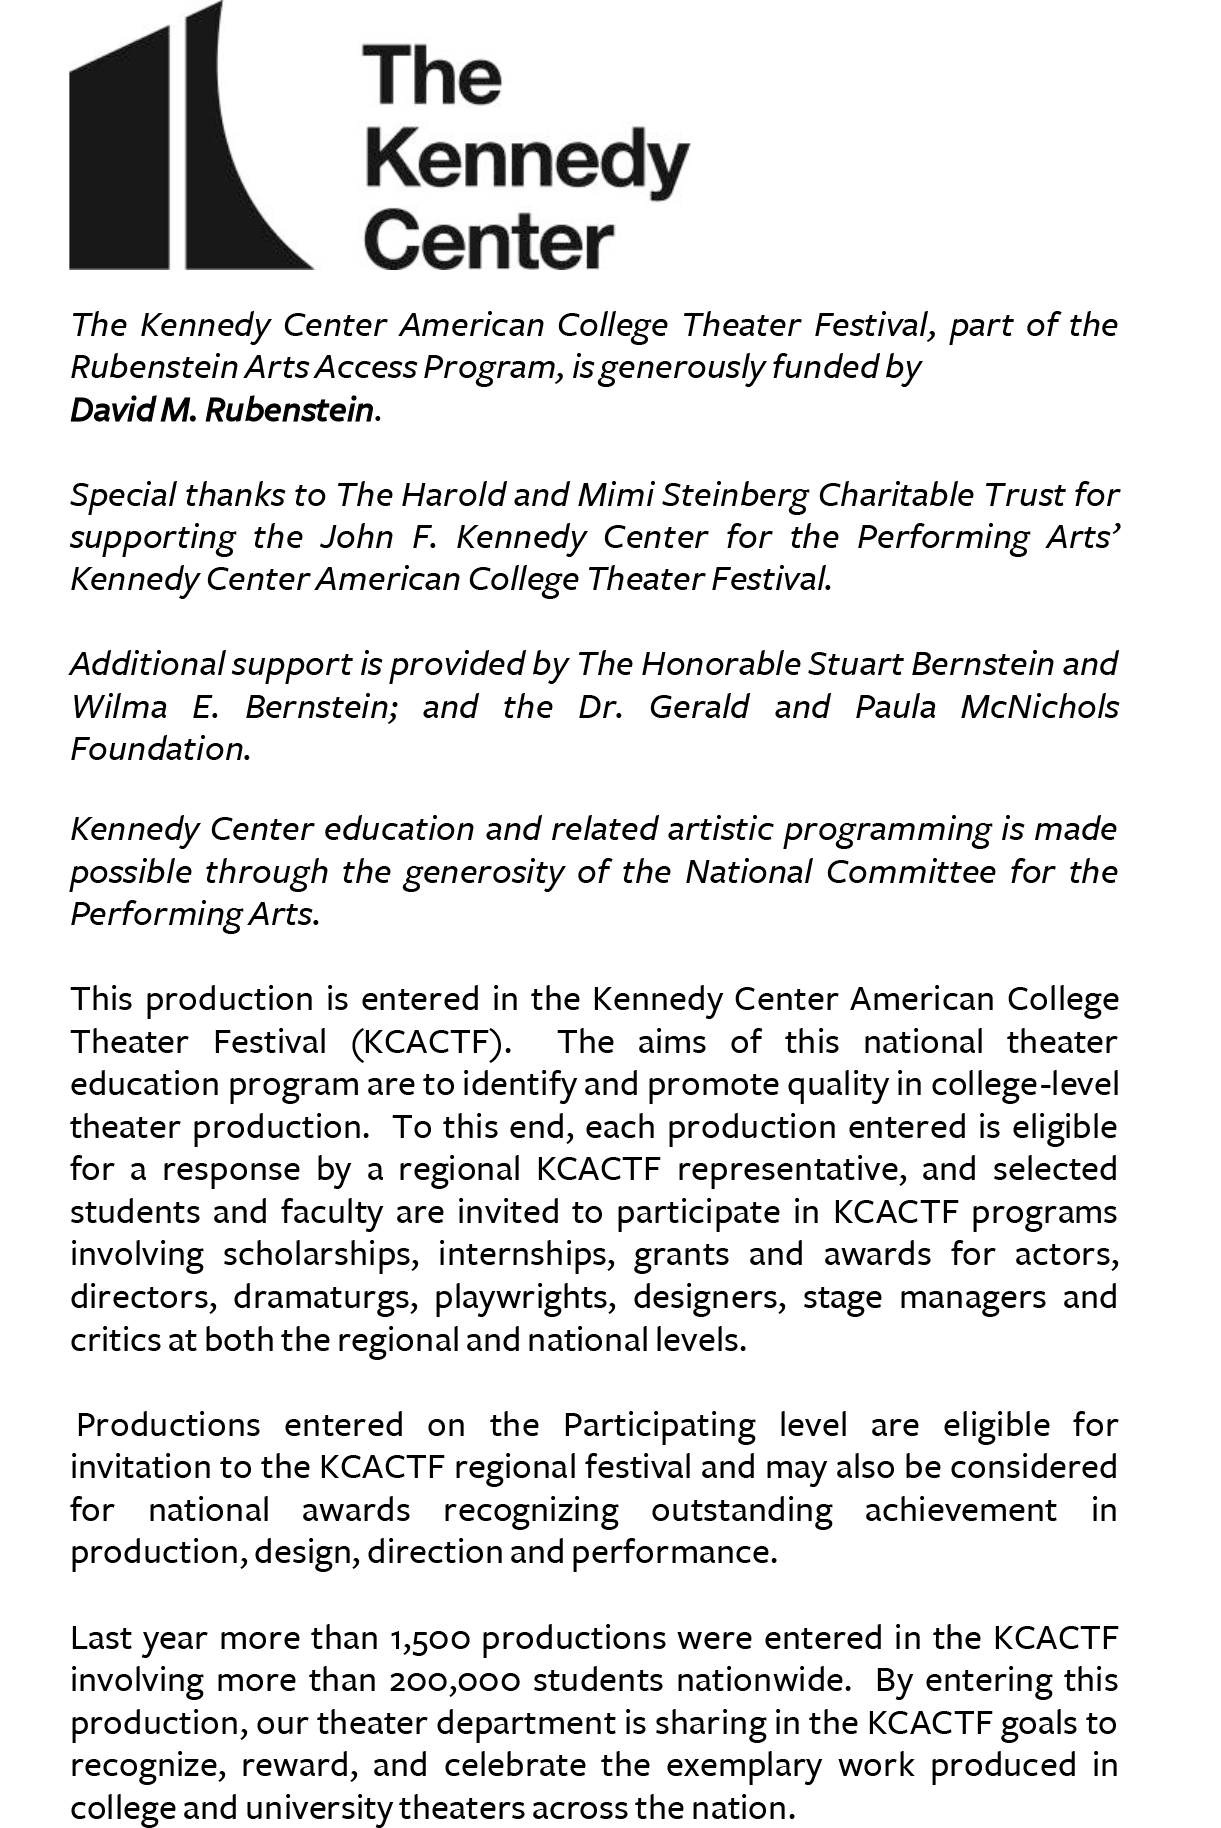 The
Kennedy
Center
The Kennedy Center American College Theater Festival, part of the
Rubenstein Arts Access Program, is generously funded by
David M. Rubenstein.
Special thanks to The Harold and Mimi Steinberg Charitable Trust for
supporting the John F. Kennedy Center for the Performing Arts’
Kennedy Center American College Theater Festival.
Additional support is provided by The Honorable Stuart Bernstein and
Wilma E. Bernstein; and the Dr. Gerald and Paula McNichols
Foundation.
Kennedy Center education and related artistic programming is made
possible through the generosity of the National Committee for the
Performing Arts.
This production is entered in the Kennedy Center American College
Theater Festival (KCACTF). The aims of this national theater
education program are to identify and promote quality in college-level
theater production. To this end, each production entered is eligible
for a response by a regional KCACTF representative, and selected
students and faculty are invited to participate in KCACTF programs
involving scholarships, internships, grants and awards for actors,
directors, dramaturgs, playwrights, designers, stage managers and
critics at both the regional and national levels.
Productions entered on the Participating level are eligible for
invitation to the KCACTF regional festival and may also be considered
for national awards recognizing outstanding achievement in
production, design, direction and performance.
Last year more than 1,500 productions were entered in the KCACTF
involving more than 200,000 students nationwide. By entering this
production, our theater department is sharing in the KCACTF goals to
recognize, reward, and celebrate the exemplary work produced in
college and university theaters across the nation.